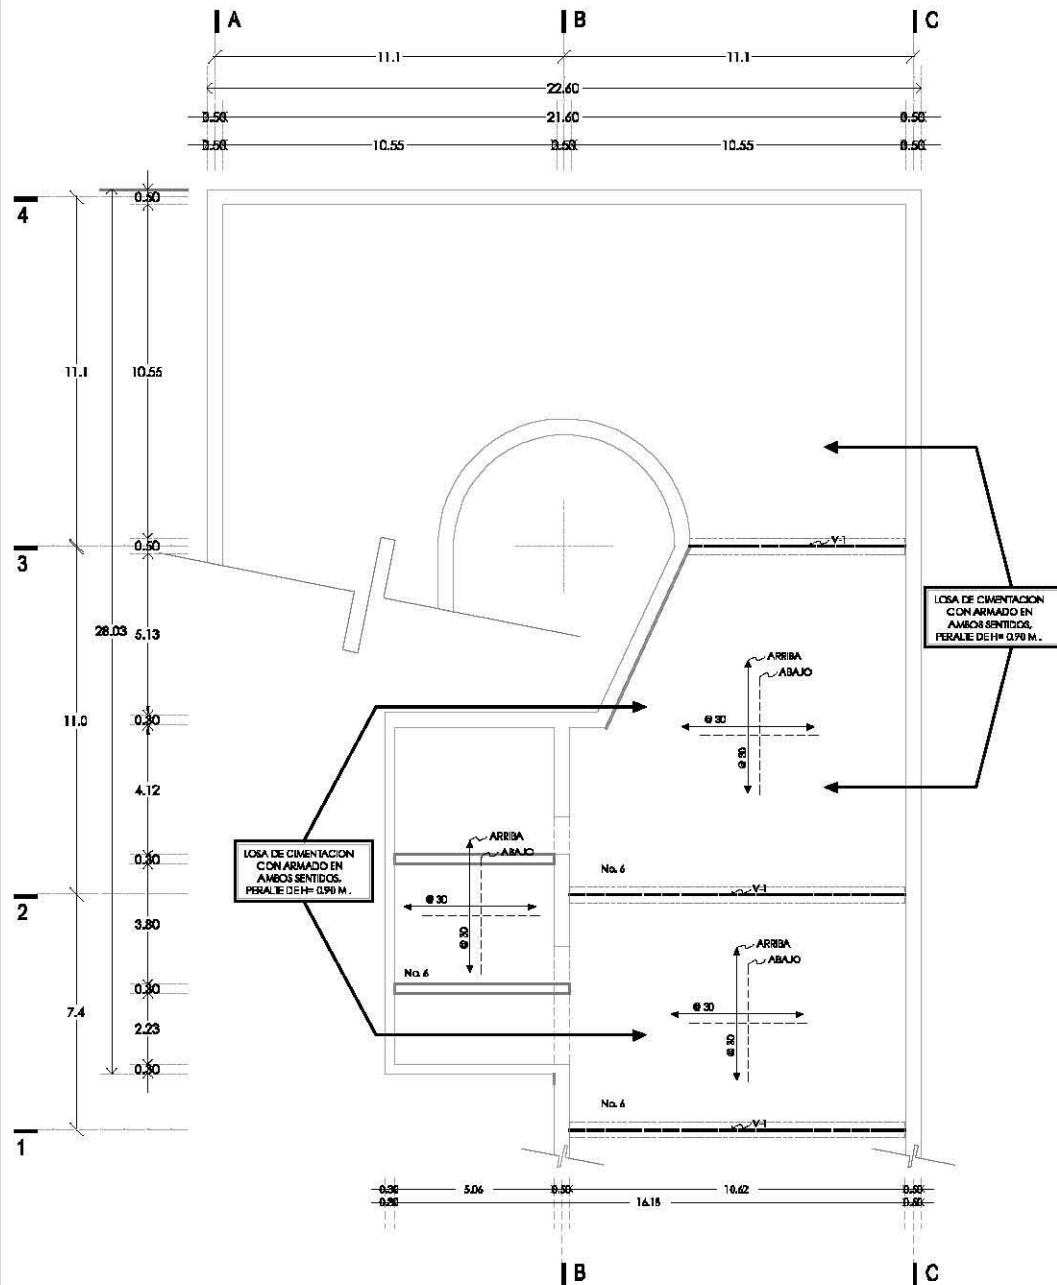 A B C
11.1 11.1
22.60
0.50 21.60 0.50
0.50 10.55 0.50 10.55 0.50
4
0.50
11.1 10.55
3
0.50
V-1
28.03 5.13
LOSA DE CIMENTACION
CON ARMADO EN
AMBOS SENTIDOS,
PERALTE DE H= 0.90 M.
ARRIBA
ABAJO
@ 30
@ 30
11.0
0.30
4.12
ARRIBA
ABAJO
0.30
LOSA DE CIMENTACION
CON ARMADO EN
AMBOS SENTIDOS,
PERALTE DE H= 0.90 M.
No. 6
2
V-1
@ 30
@ 30
3.80
ARRIBA
ABAJO
No. 6
0.30
7.4
@ 30
@ 30
2.23
0.30
No. 6
1
V-1
0.30 5.06 0.50 10.62 0.50
0.30 16.18 0.50
B C